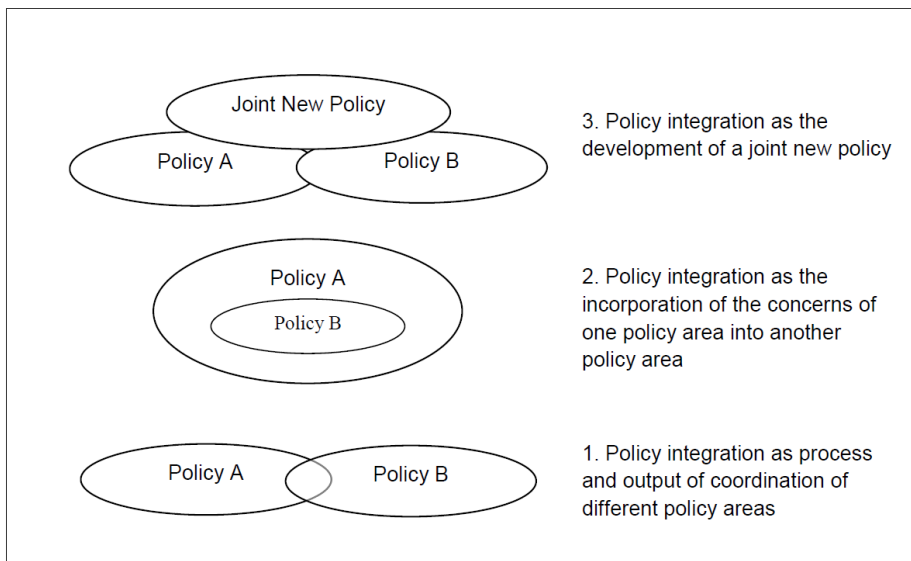 Joint New Policy
Policy A
Policy B
3. Policy integration as the
development of a joint new policy
Policy A
Policy B
2. Policy integration as the
incorporation of the concerns of
one policy area into another
policy area
Policy A
Policy B
1. Policy integration as process
and output of coordination of
different policy areas